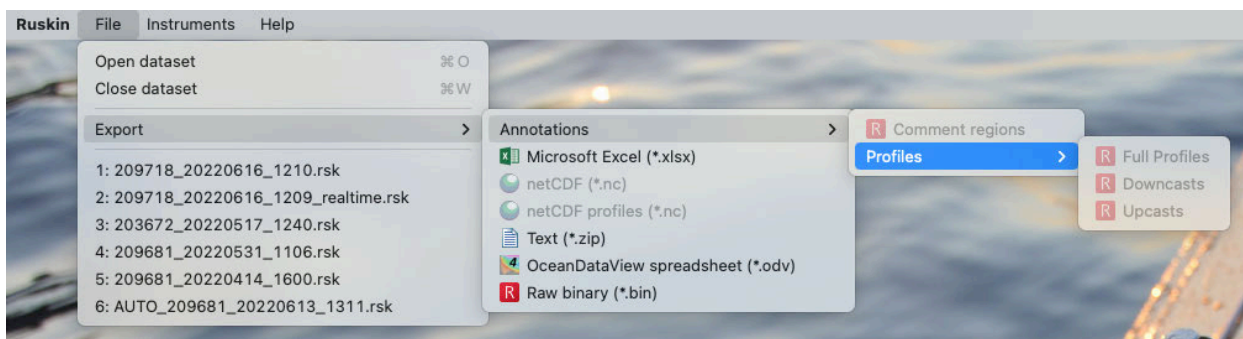 Ruskin File Instruments Help
Open dataset ⌘O
Close dataset ⌘W
Export >
1: 209718_20220616_1210.rsk
2: 209718_20220616_1209_realtime.rsk
3: 203672_20220517_1240.rsk
4: 209681_20220531_1106.rsk
5: 209681_20220414_1600.rsk
6: AUTO_209681_20220613_1311.rsk
Annotations >
Microsoft Excel (*.xlsx)
netCDF (*.nc)
netCDF profiles (*.nc)
Text (*.zip)
4 OceanDataView spreadsheet (*.odv)
R Raw binary (*.bin)
R Comment regions
Profiles >
R Full Profiles
R Downcasts
R Upcasts